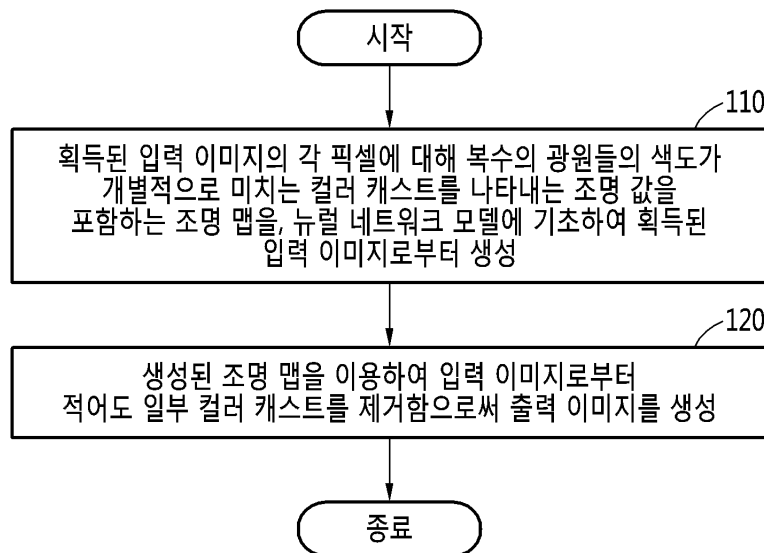 시작
110
획득된 입력 이미지의 각 픽셀에 대해 복수의 광원들의 색도가
개별적으로 미치는 컬러 캐스트를 나타내는 조명 값을
포함하는 조명 맵을, 뉴럴 네트워크 모델에 기초하여 획득된
입력 이미지로부터 생성
120
생성된 조명 맵을 이용하여 입력 이미지로부터
적어도 일부 컬러 캐스트를 제거함으로써 출력 이미지를 생성
종료